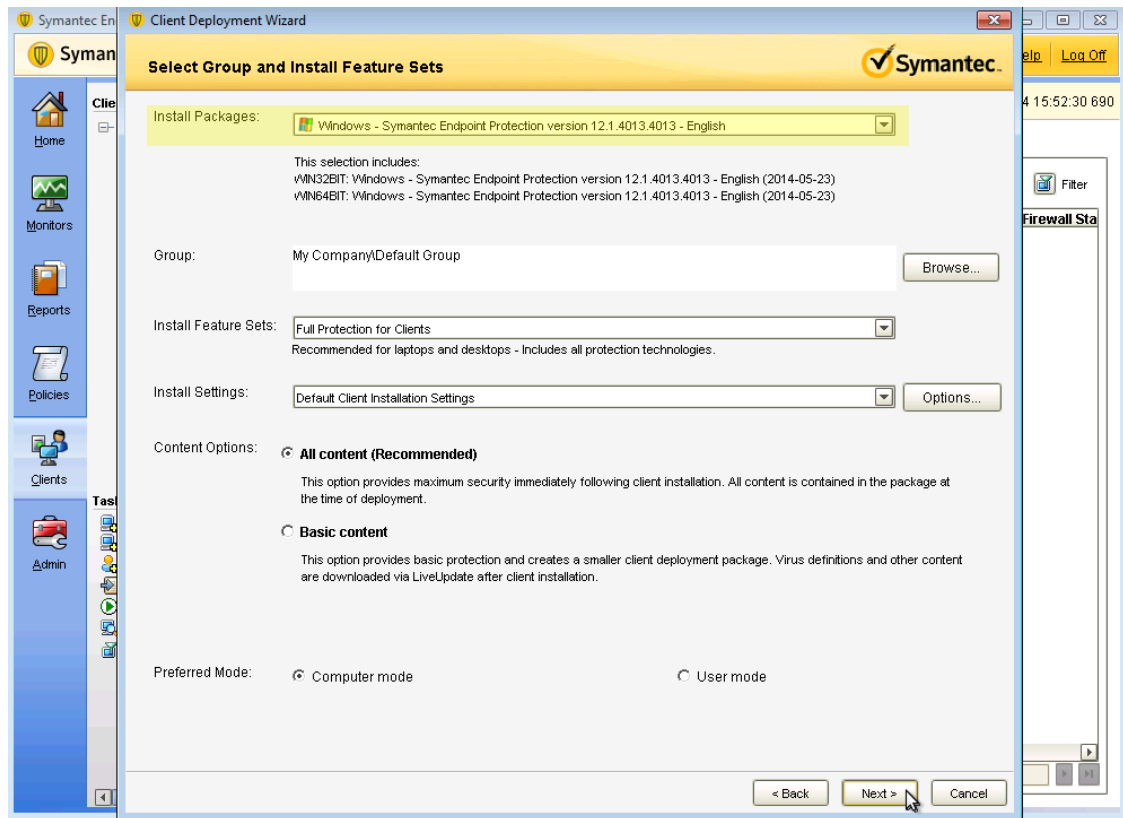 Symantec En
Client Deployment Wizard
Syman
Select Group and Install Feature Sets
Symantec.
elp
Log Off
Clie
4 15:52:30 690
Home
Monitors
Reports
Policies
Clients
Admin
Task
Install Packages:
Windows - Symantec Endpoint Protection version 12.1.4013.4013 - English
This selection includes:
WIN32BIT: Windows - Symantec Endpoint Protection version 12.1.4013.4013 - English (2014-05-23)
WIN64BIT: Windows - Symantec Endpoint Protection version 12.1.4013.4013 - English (2014-05-23)
Filter
Firewall Sta
Group:
My Company\Default Group
Browse...
Install Feature Sets:
Full Protection for Clients
Recommended for laptops and desktops - Includes all protection technologies.
Install Settings:
Default Client Installation Settings
Options...
Content Options:
All content (Recommended)
This option provides maximum security immediately following client installation. All content is contained in the package at
the time of deployment.
Basic content
This option provides basic protection and creates a smaller client deployment package. Virus definitions and other content
are downloaded via LiveUpdate after client installation.
Preferred Mode:
Computer mode
User mode
< Back
Next >
Cancel